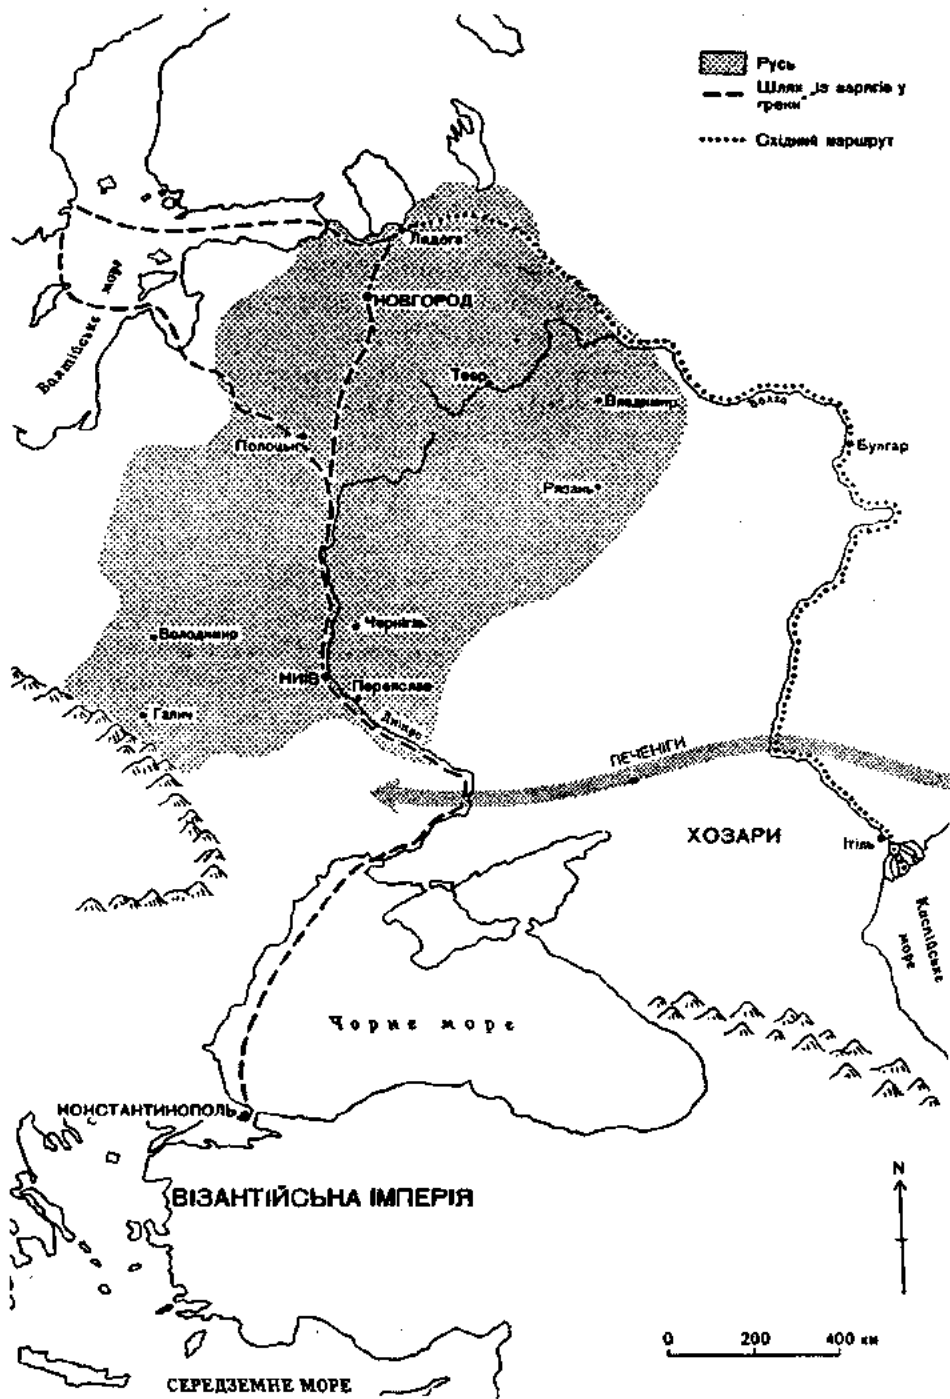 Русь
Шлях „із варягів у
греки“
Східний маршрут
Ладога
НОВГОРОД
Балтійське море
Твер
Владимир
Волга
Полоцьк
Булгар
Рязань
Володимир
Чернігів
КИЇВ
Переяслав
Галич
Дніпро
ПЕЧЕНІГИ
ХОЗАРИ
Ітіль
Каспійське
море
Чорне море
КОНСТАНТИНОПОЛЬ
ВІЗАНТІЙСЬКА ІМПЕРІЯ
N
0 200 400 км
СЕРЕДЗЕМНЕ МОРЕ